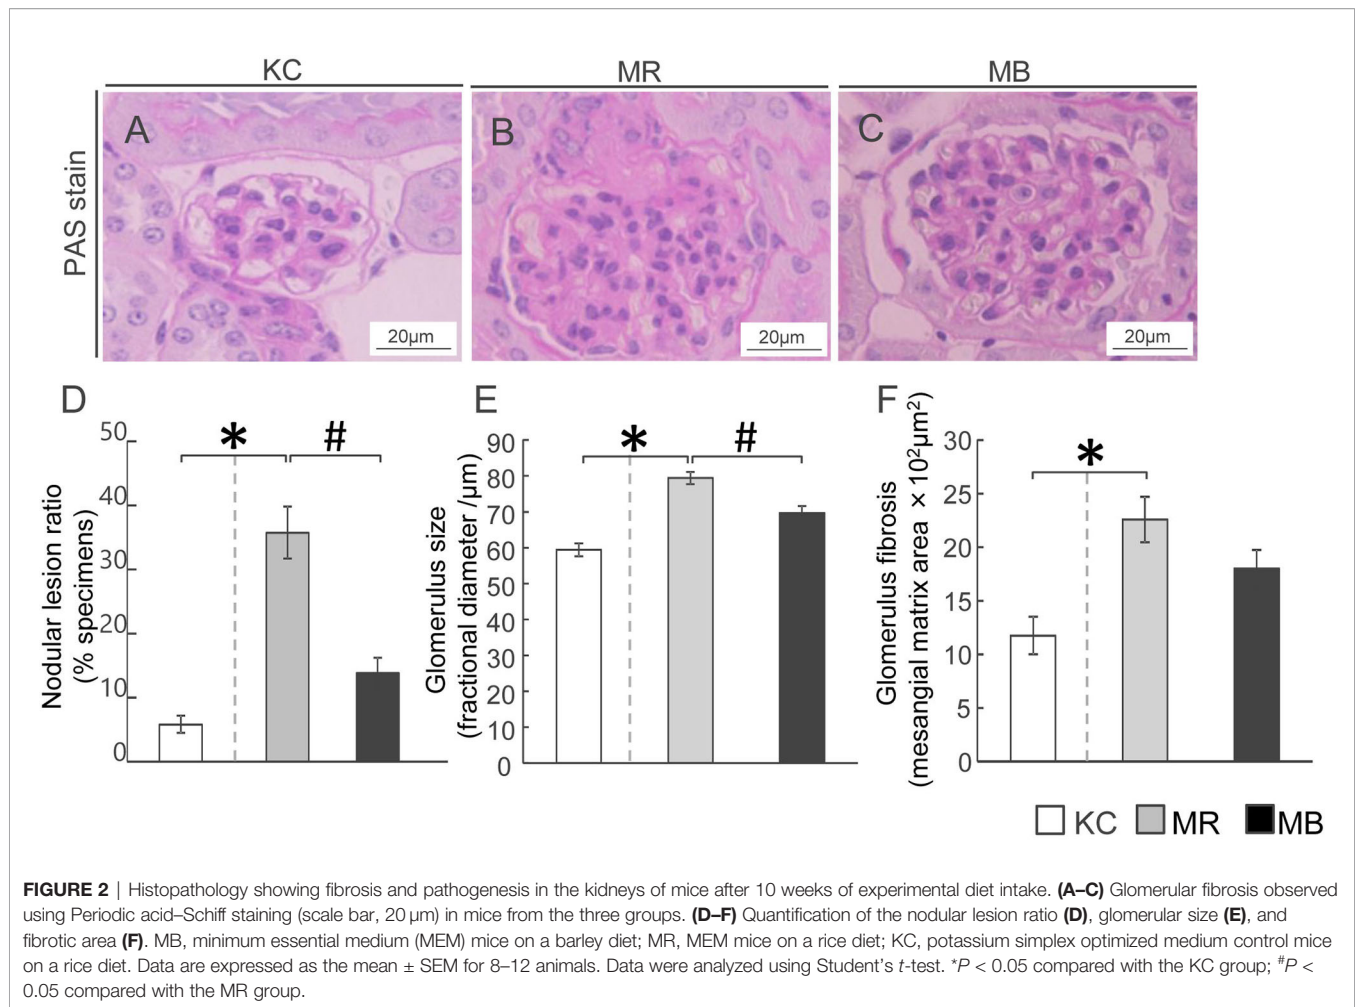 KC
MR
MB
PAS stain
A
B
C
20μm
20μm
20μm
D
Nodular lesion ratio
(% specimens)
50
40
30
20
10
0
*
#
E
Glomerulus size
(fractional diameter /μm)
90
80
70
60
50
40
30
20
10
0
*
#
F
Glomerulus fibrosis
(mesangial matrix area ×10²μm²)
30
25
20
15
10
5
0
*
KC MR MB
FIGURE 2 | Histopathology showing fibrosis and pathogenesis in the kidneys of mice after 10 weeks of experimental diet intake. (A–C) Glomerular fibrosis observed
using Periodic acid–Schiff staining (scale bar, 20 μm) in mice from the three groups. (D–F) Quantification of the nodular lesion ratio (D), glomerular size (E), and
fibrotic area (F). MB, minimum essential medium (MEM) mice on a barley diet; MR, MEM mice on a rice diet; KC, potassium simplex optimized medium control mice
on a rice diet. Data are expressed as the mean ± SEM for 8–12 animals. Data were analyzed using Student's t-test. *P < 0.05 compared with the KC group; #P <
0.05 compared with the MR group.